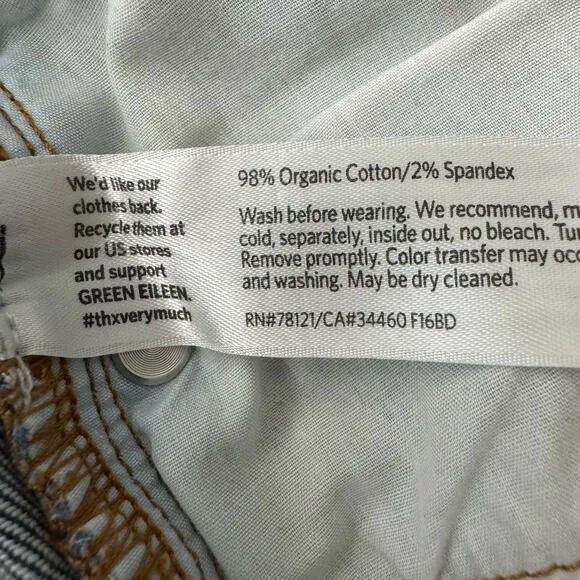 We'd like our
clothes back.
Recycle them at
our US stores
and support
GREEN EILEEN.
#thxverymuch
98% Organic Cotton/2% Spandex
Wash before wearing. We recommend, m
cold, separately, inside out, no bleach. Tu
Remove promptly. Color transfer may occ
and washing. May be dry cleaned.
RN#78121/CA#34460 F16BD